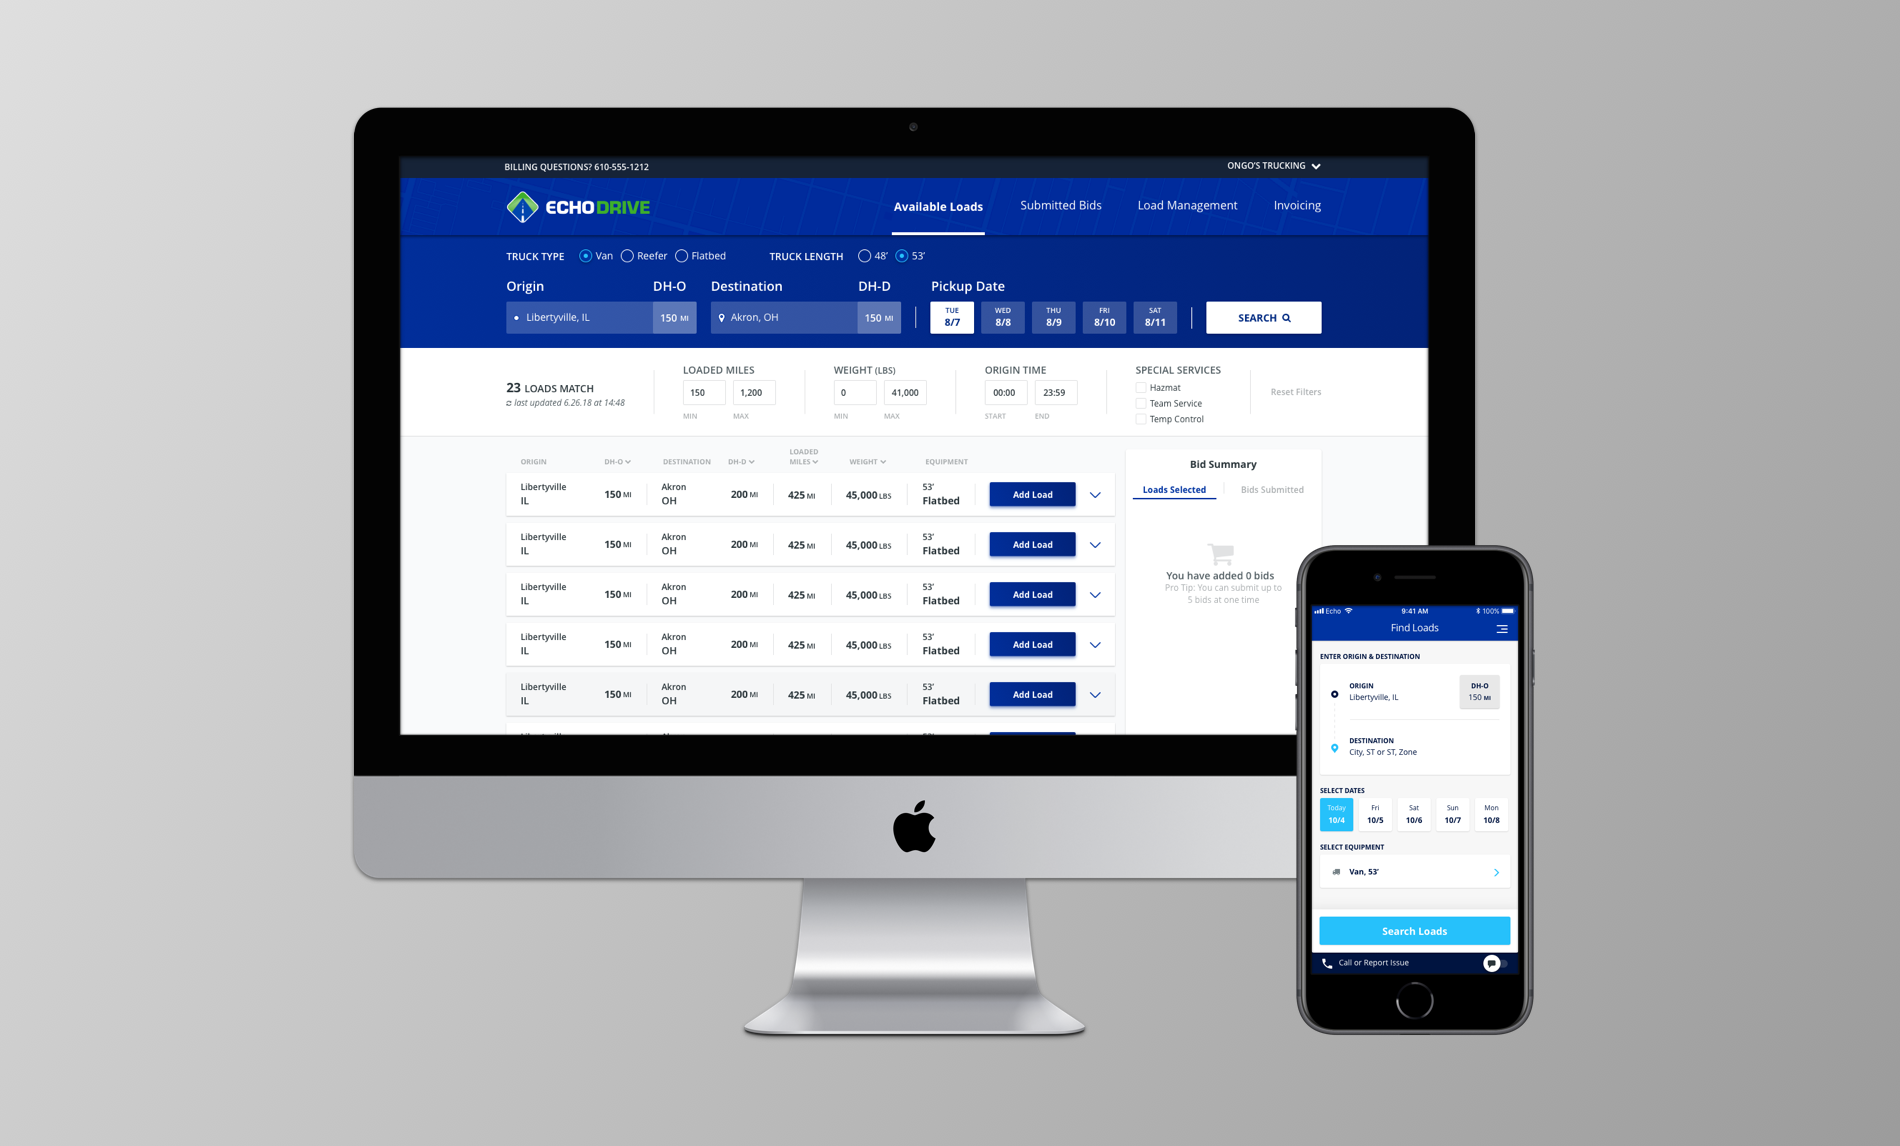 BILLING QUESTIONS? 610-555-1212
ONGO'S TRUCKING
ECHODRIVE
Available Loads
Submitted Bids
Load Management
Invoicing
TRUCK TYPE Van Reefer Flatbed TRUCK LENGTH 48' 53'
Origin DH-O Destination DH-D Pickup Date
Libertyville, IL 150 MI Akron, OH 150 MI
TUE 8/7
WED 8/8
THU 8/9
FRI 8/10
SAT 8/11
SEARCH
23 LOADS MATCH
last updated 6.26.18 at 14:48
LOADED MILES
150 1,200
MIN MAX
WEIGHT (LBS)
0 41,000
MIN MAX
ORIGIN TIME
00:00 23:59
START END
SPECIAL SERVICES
Hazmat
Team Service
Temp Control
Reset Filters
ORIGIN DH-O DESTINATION DH-D LOADED MILES WEIGHT EQUIPMENT
Libertyville IL 150 MI Akron OH 200 MI 425 MI 45,000 LBS 53' Flatbed Add Load
Libertyville IL 150 MI Akron OH 200 MI 425 MI 45,000 LBS 53' Flatbed Add Load
Libertyville IL 150 MI Akron OH 200 MI 425 MI 45,000 LBS 53' Flatbed Add Load
Libertyville IL 150 MI Akron OH 200 MI 425 MI 45,000 LBS 53' Flatbed Add Load
Libertyville IL 150 MI Akron OH 200 MI 425 MI 45,000 LBS 53' Flatbed Add Load
Bid Summary
Loads Selected Bids Submitted
You have added 0 bids
Pro Tip: You can submit up to
5 bids at one time
Echo 9:41 AM 100%
Find Loads
ENTER ORIGIN & DESTINATION
ORIGIN
Libertyville, IL
DH-O
150 MI
DESTINATION
City, ST or ST, Zone
SELECT DATES
Today Fri Sat Sun Mon
10/4 10/5 10/6 10/7 10/8
SELECT EQUIPMENT
Van, 53'
Search Loads
Call or Report Issue